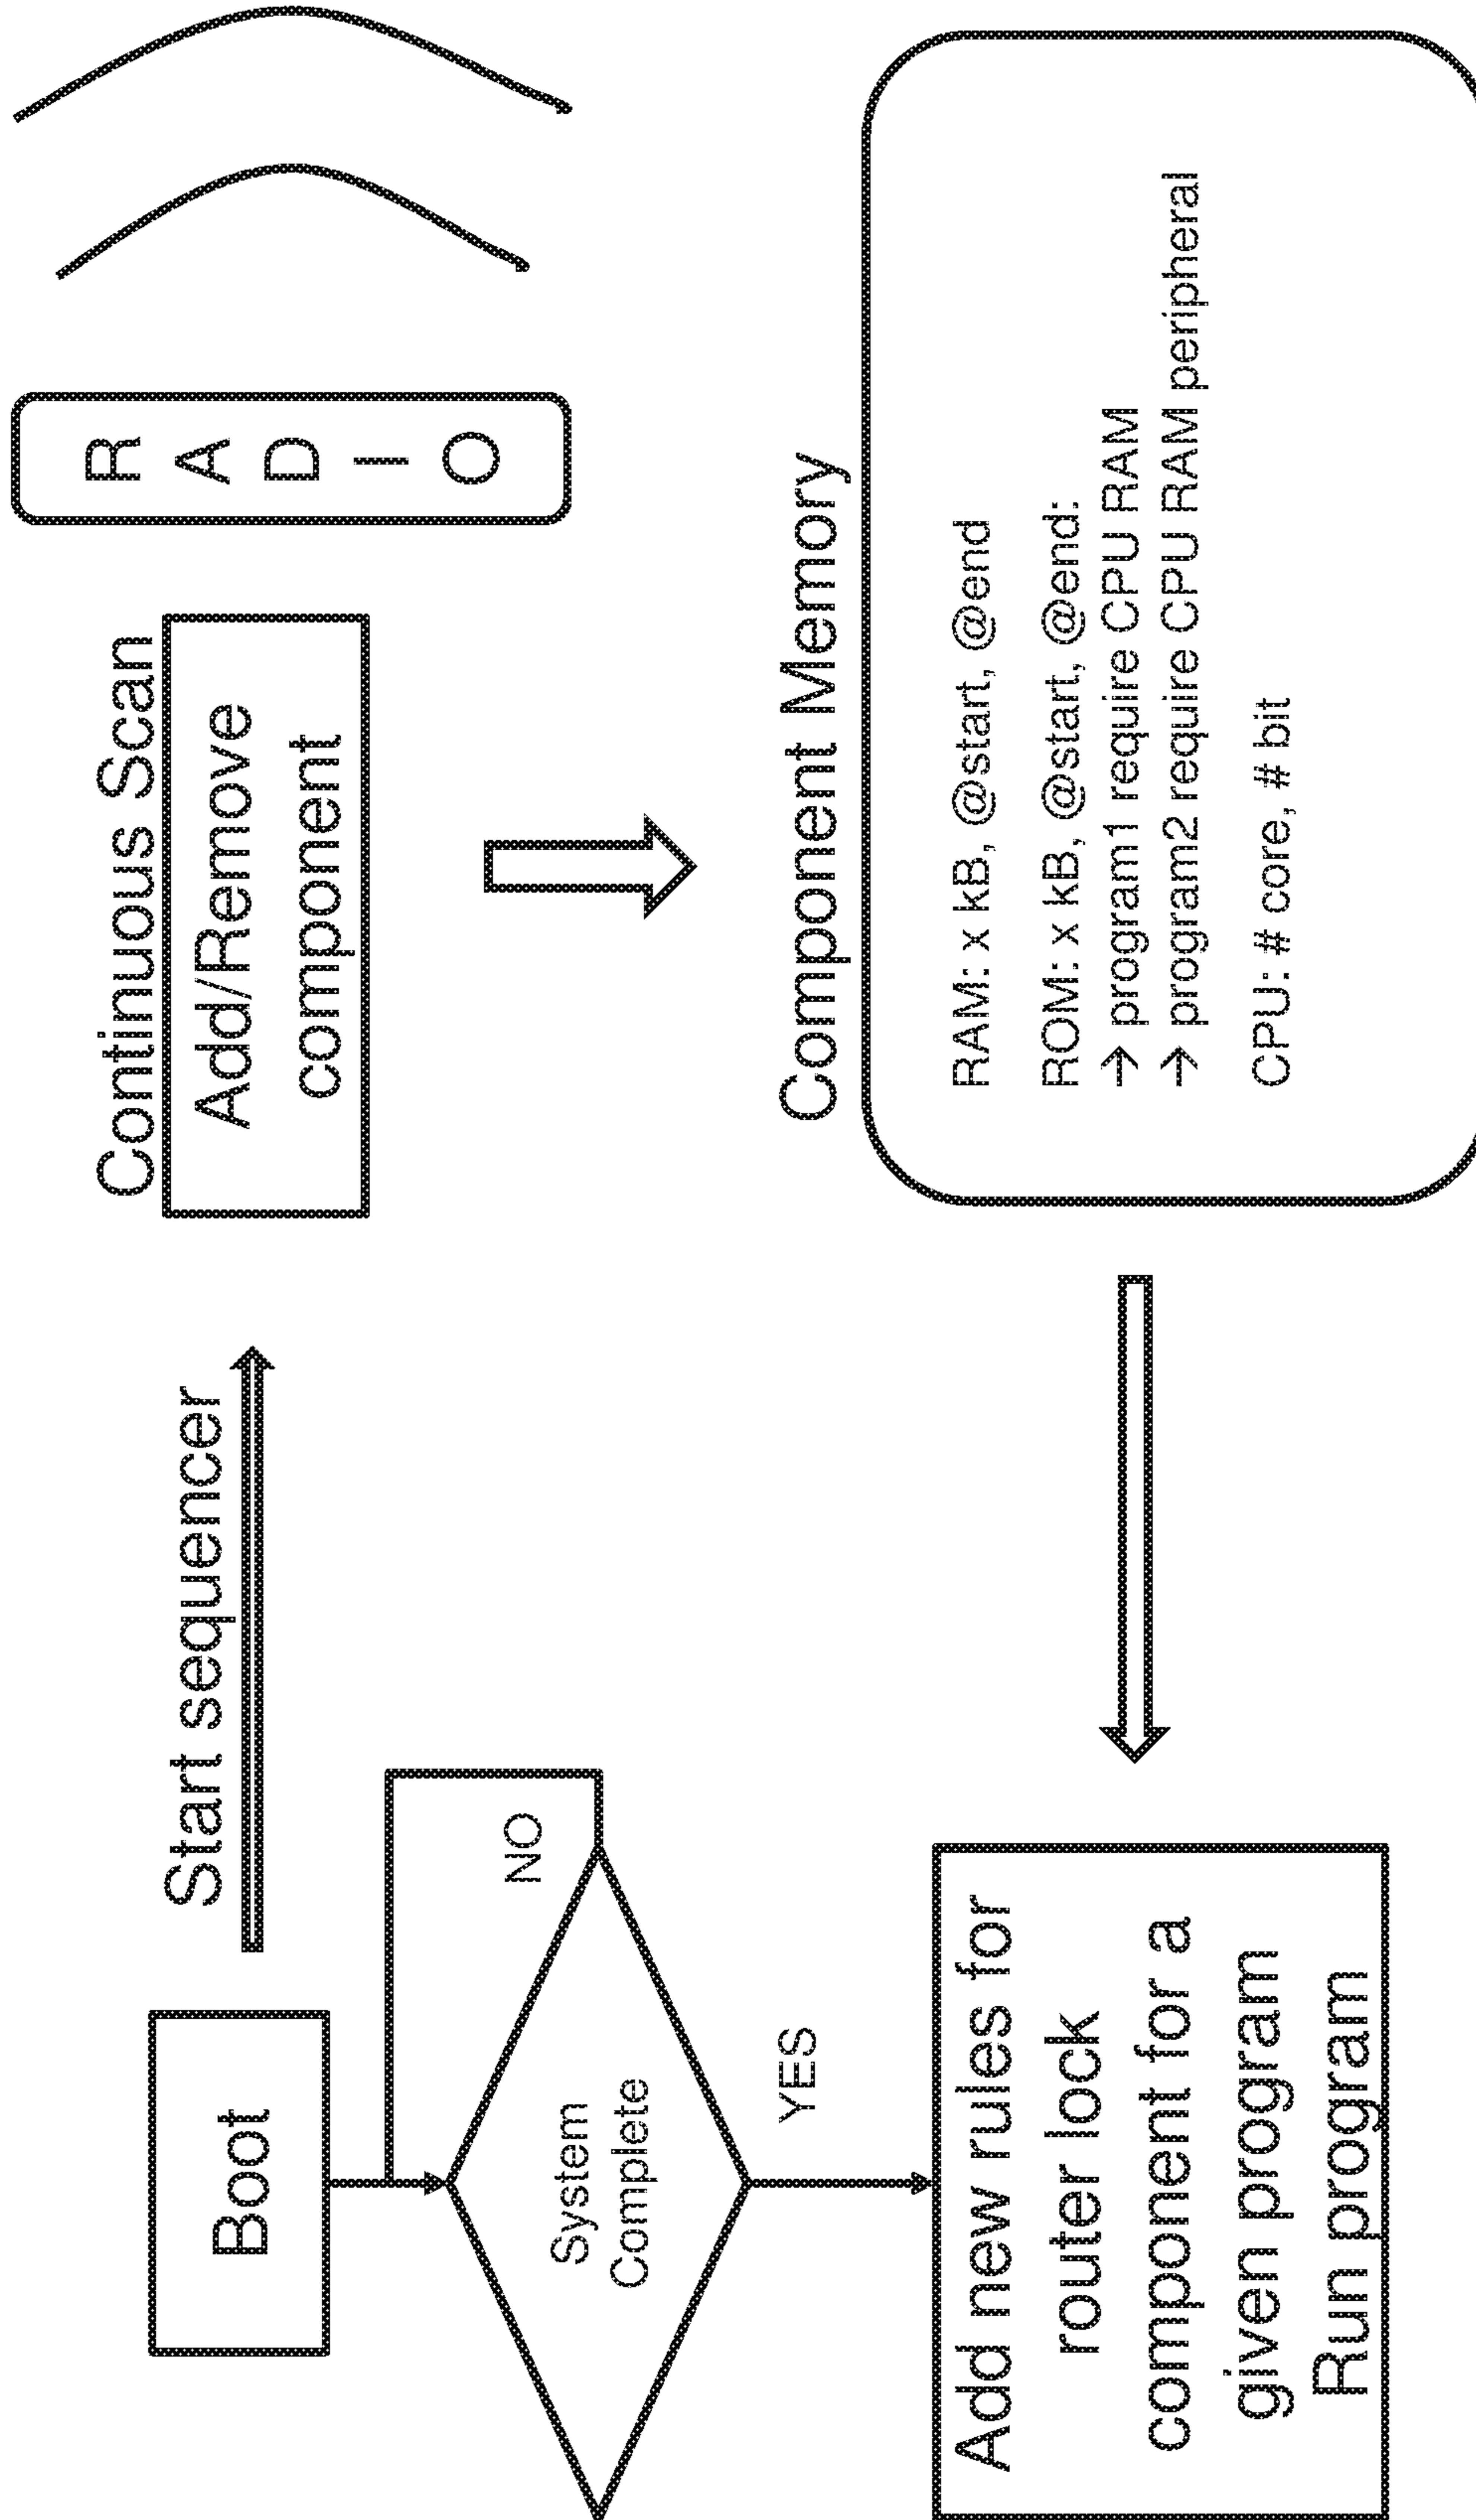 Boot
Start sequencer
System
Complete
NO
YES
Add new rules for
router lock
component for a
given program
Run program
Continuous Scan
Add/Remove
component
R
A
D
I
O
Component Memory
RAM: x kB, @start, @end
ROM: x kB, @start, @end:
→ program1 require CPU RAM
→ program2 require CPU RAM peripheral
CPU: # core, # bit